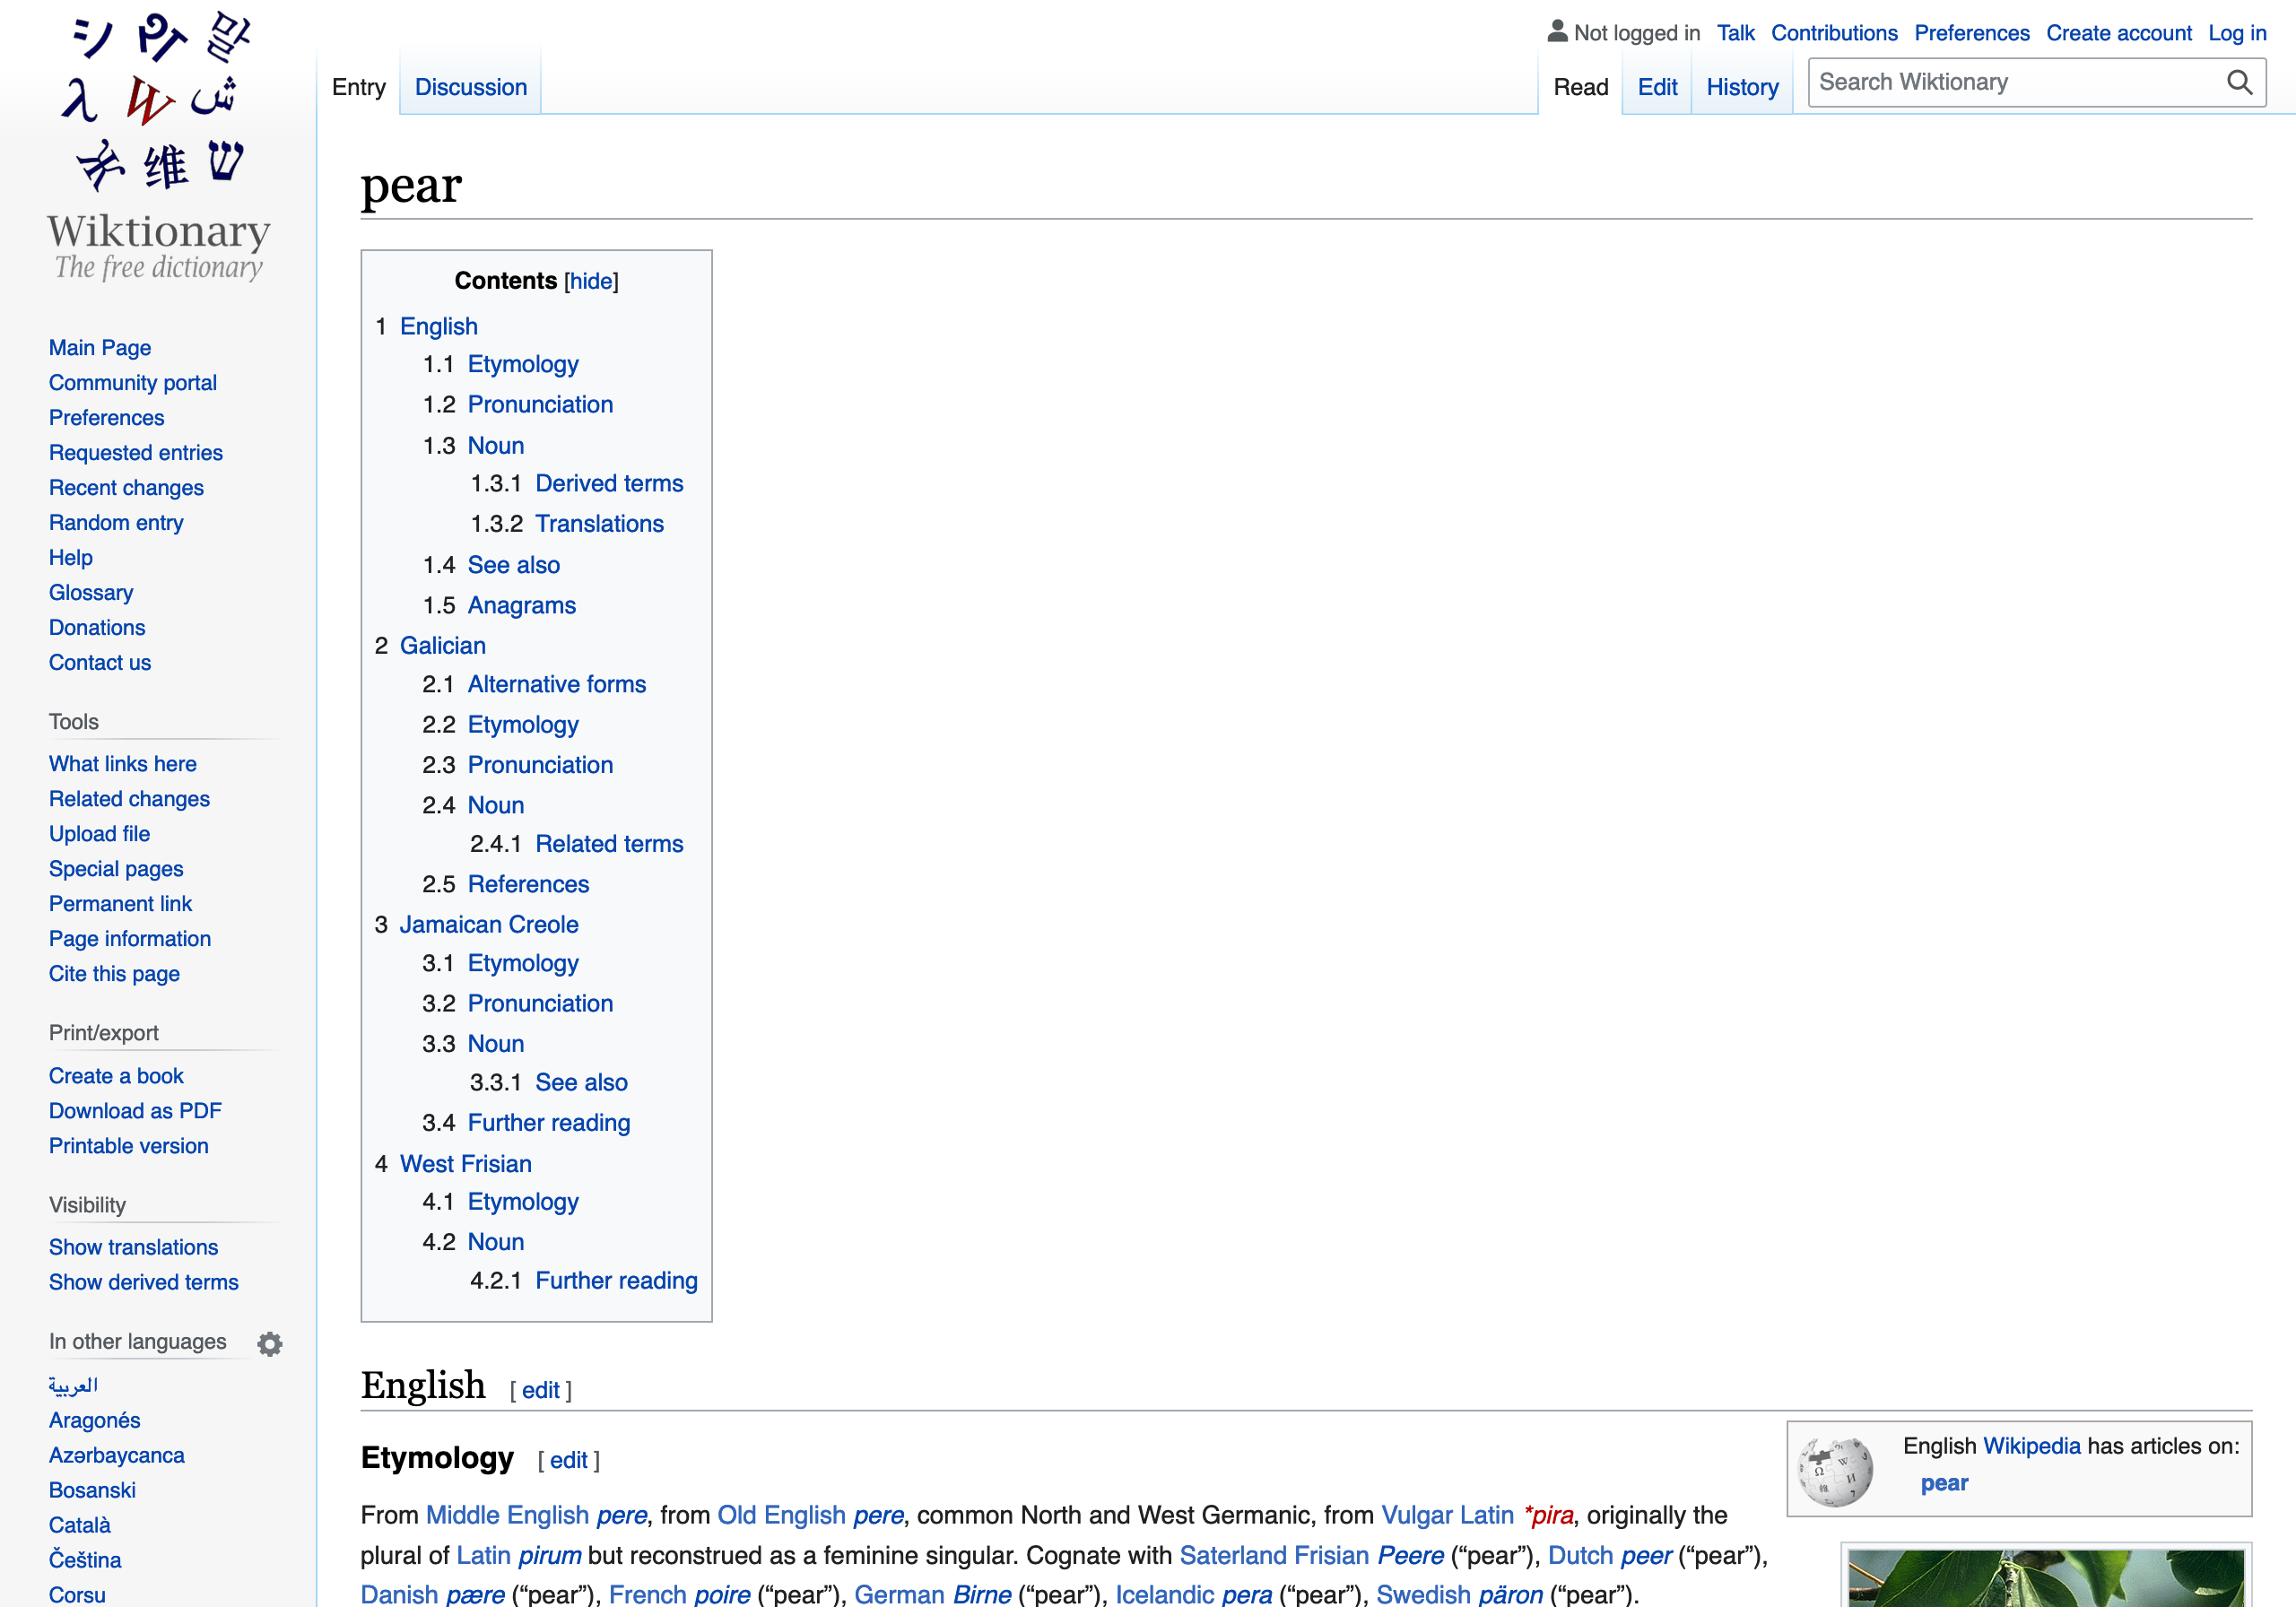 シ վ 말
λ W ش
ネ 维 ש
Wiktionary
The free dictionary
Main Page
Community portal
Preferences
Requested entries
Recent changes
Random entry
Help
Glossary
Donations
Contact us
Tools
What links here
Related changes
Upload file
Special pages
Permanent link
Page information
Cite this page
Print/export
Create a book
Download as PDF
Printable version
Visibility
Show translations
Show derived terms
In other languages
العربية
Aragonés
Azərbaycanca
Bosanski
Català
Čeština
Corsu
Not logged in Talk Contributions Preferences Create account Log in
Entry Discussion Read Edit History Search Wiktionary
pear
Contents [hide]
1 English
1.1 Etymology
1.2 Pronunciation
1.3 Noun
1.3.1 Derived terms
1.3.2 Translations
1.4 See also
1.5 Anagrams
2 Galician
2.1 Alternative forms
2.2 Etymology
2.3 Pronunciation
2.4 Noun
2.4.1 Related terms
2.5 References
3 Jamaican Creole
3.1 Etymology
3.2 Pronunciation
3.3 Noun
3.3.1 See also
3.4 Further reading
4 West Frisian
4.1 Etymology
4.2 Noun
4.2.1 Further reading
English [ edit ]
Etymology [ edit ]
From Middle English pere, from Old English pere, common North and West Germanic, from Vulgar Latin *pira, originally the
plural of Latin pirum but reconstrued as a feminine singular. Cognate with Saterland Frisian Peere (“pear”), Dutch peer (“pear”),
Danish pære (“pear”), French poire (“pear”), German Birne (“pear”), Icelandic pera (“pear”), Swedish päron (“pear”).
English Wikipedia has articles on:
pear